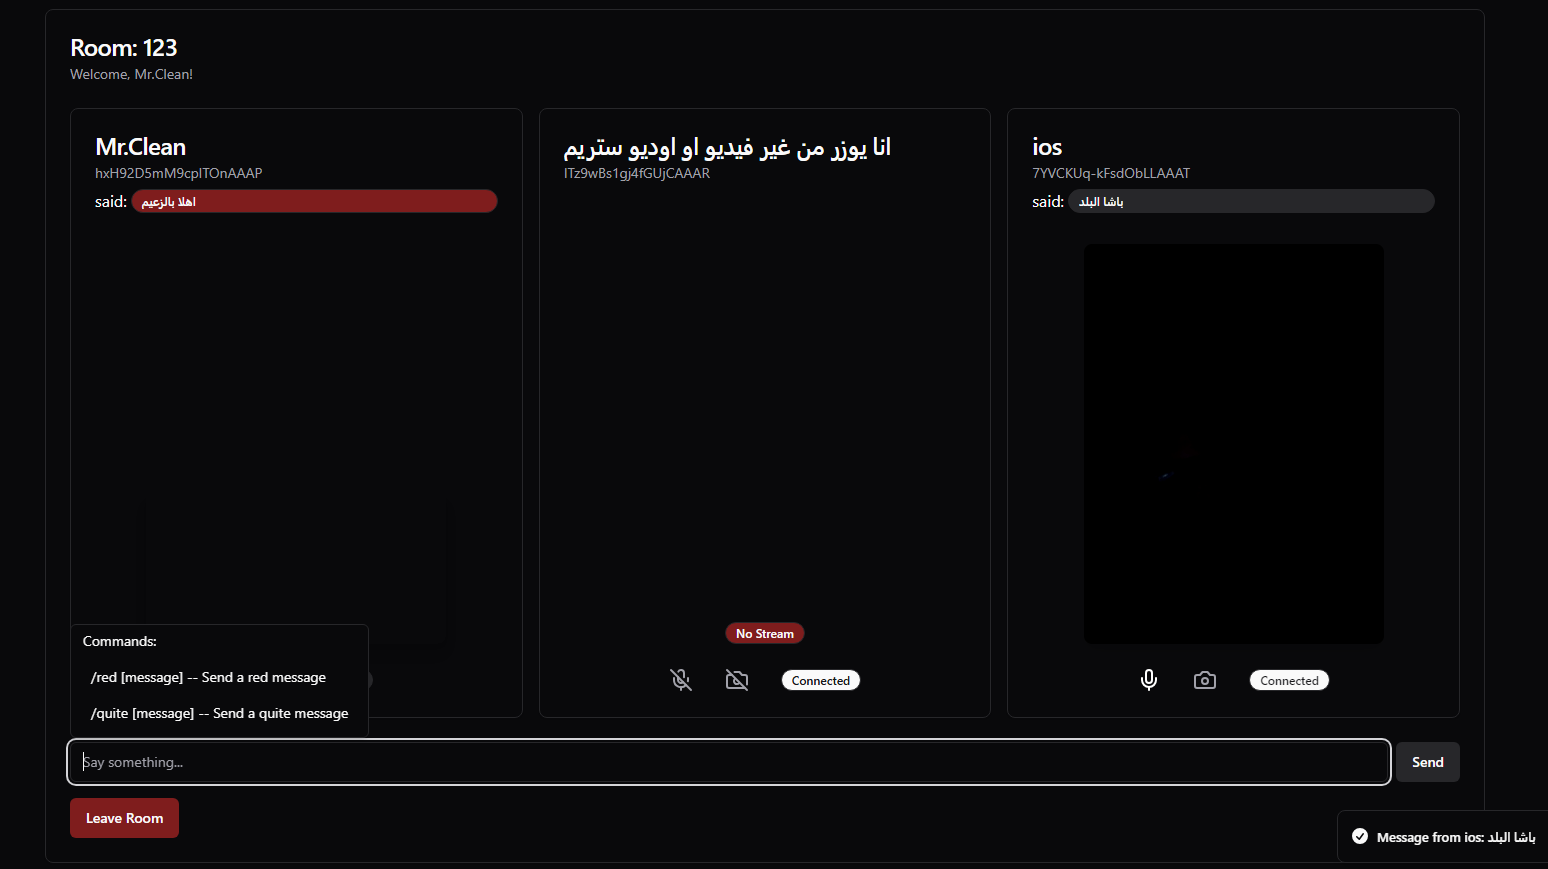 Room: 123
Welcome, Mr.Clean!
Mr.Clean
hxH92D5mM9cpITOnAAAP
said: اهلا بالزعيم
انا يوزر من غير فيديو او اوديو ستريم
ITz9wBs1gj4fGUjCAAAR
ios
7YVCKUq-kFsdObLLAAAT
said: باشا البلد
No Stream
Connected
Connected
Commands:
/red [message] -- Send a red message
/quite [message] -- Send a quite message
Say something...
Send
Leave Room
Message from ios: باشا البلد